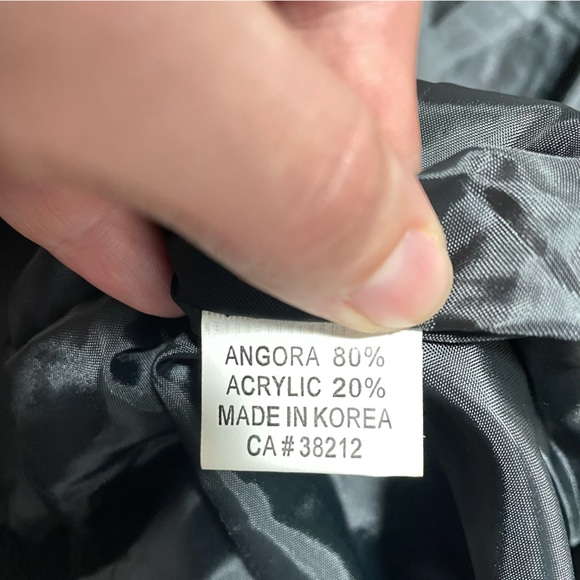 ANGORA 80%
ACRYLIC 20%
MADE IN KOREA
CA # 38212